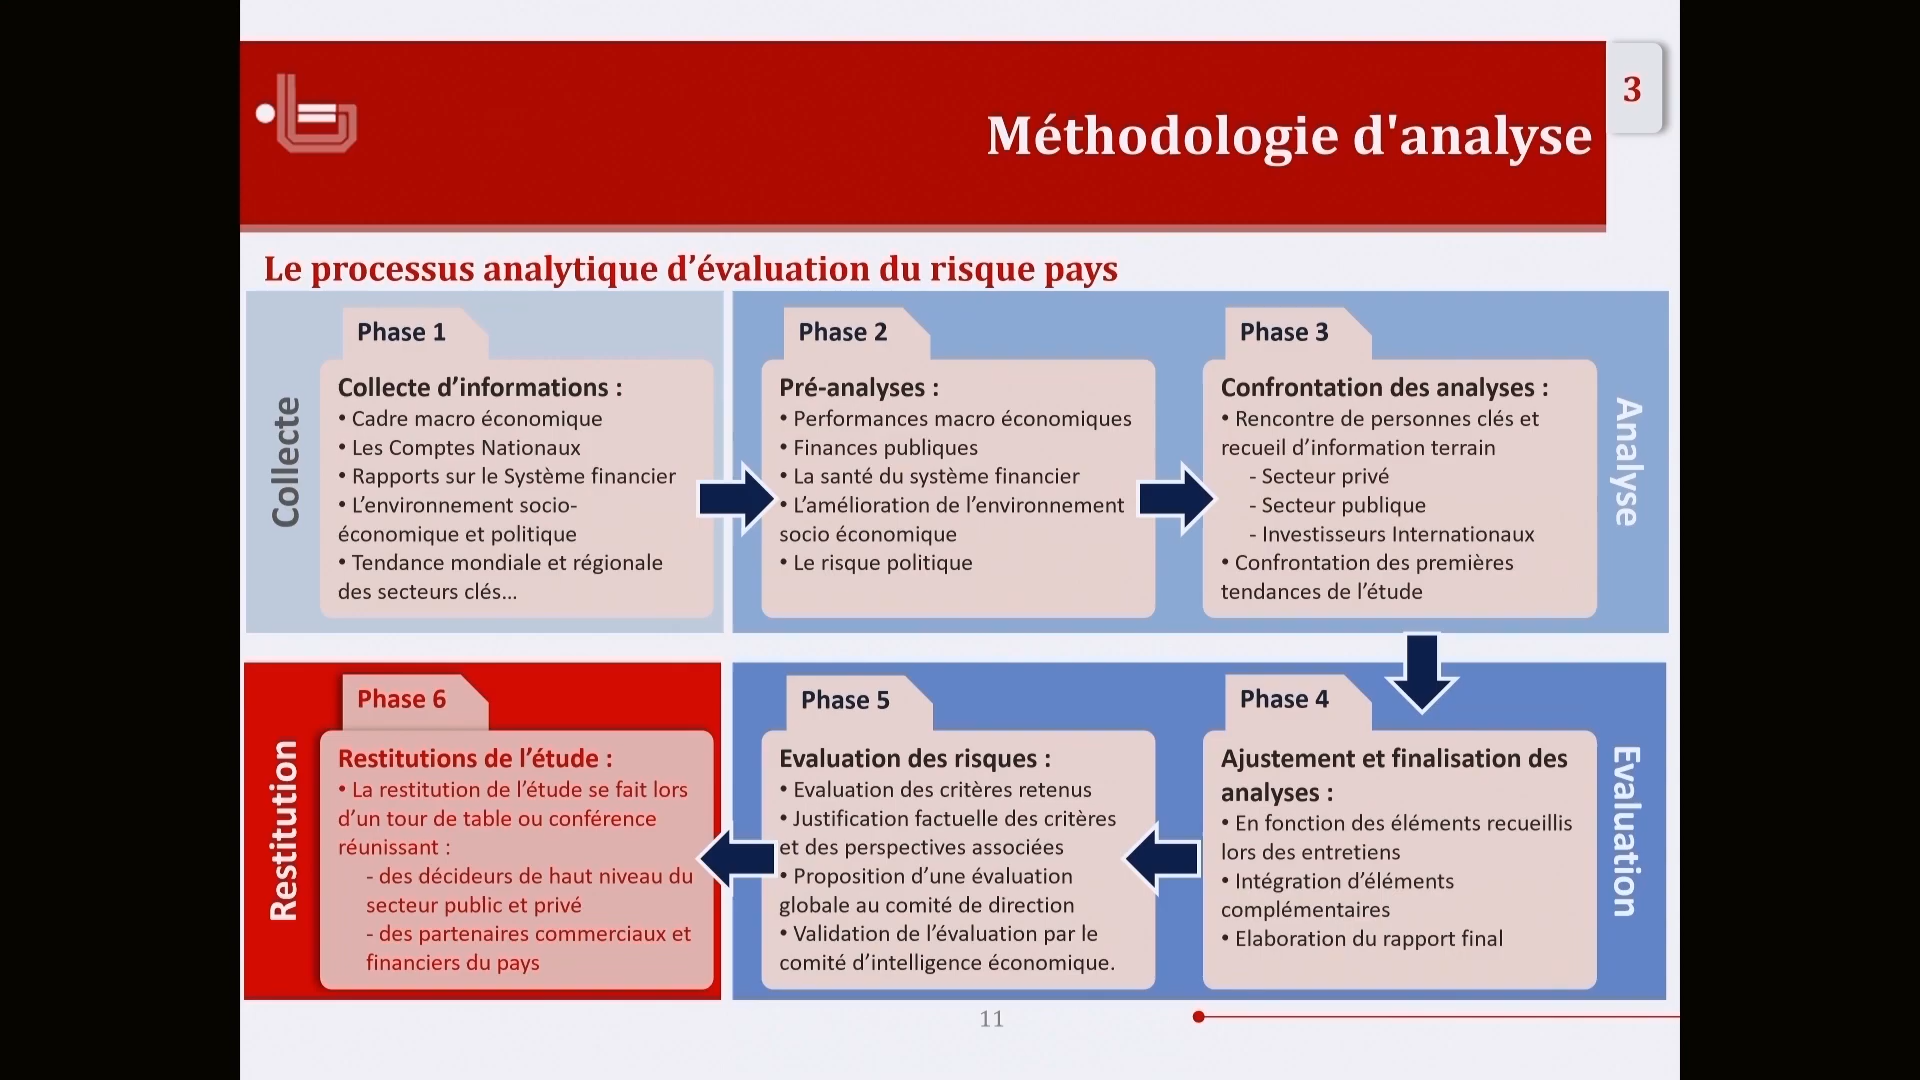 3
Méthodologie d'analyse
Le processus analytique d’évaluation du risque pays
Collecte
Phase 1
Collecte d’informations :
• Cadre macro économique
• Les Comptes Nationaux
• Rapports sur le Système financier
• L’environnement socio-
économique et politique
• Tendance mondiale et régionale
des secteurs clés...
Phase 2
Pré-analyses :
• Performances macro économiques
• Finances publiques
• La santé du système financier
• L’amélioration de l’environnement
socio économique
• Le risque politique
Phase 3
Confrontation des analyses :
• Rencontre de personnes clés et
recueil d’information terrain
- Secteur privé
- Secteur publique
- Investisseurs Internationaux
• Confrontation des premières
tendances de l’étude
Analyse
Phase 4
Ajustement et finalisation des
analyses :
• En fonction des éléments recueillis
lors des entretiens
• Intégration d’éléments
complémentaires
• Elaboration du rapport final
Evaluation
Phase 5
Evaluation des risques :
• Evaluation des critères retenus
• Justification factuelle des critères
et des perspectives associées
• Proposition d’une évaluation
globale au comité de direction
• Validation de l’évaluation par le
comité d’intelligence économique.
Phase 6
Restitutions de l’étude :
• La restitution de l’étude se fait lors
d’un tour de table ou conférence
réunissant :
- des décideurs de haut niveau du
secteur public et privé
- des partenaires commerciaux et
financiers du pays
Restitution
11